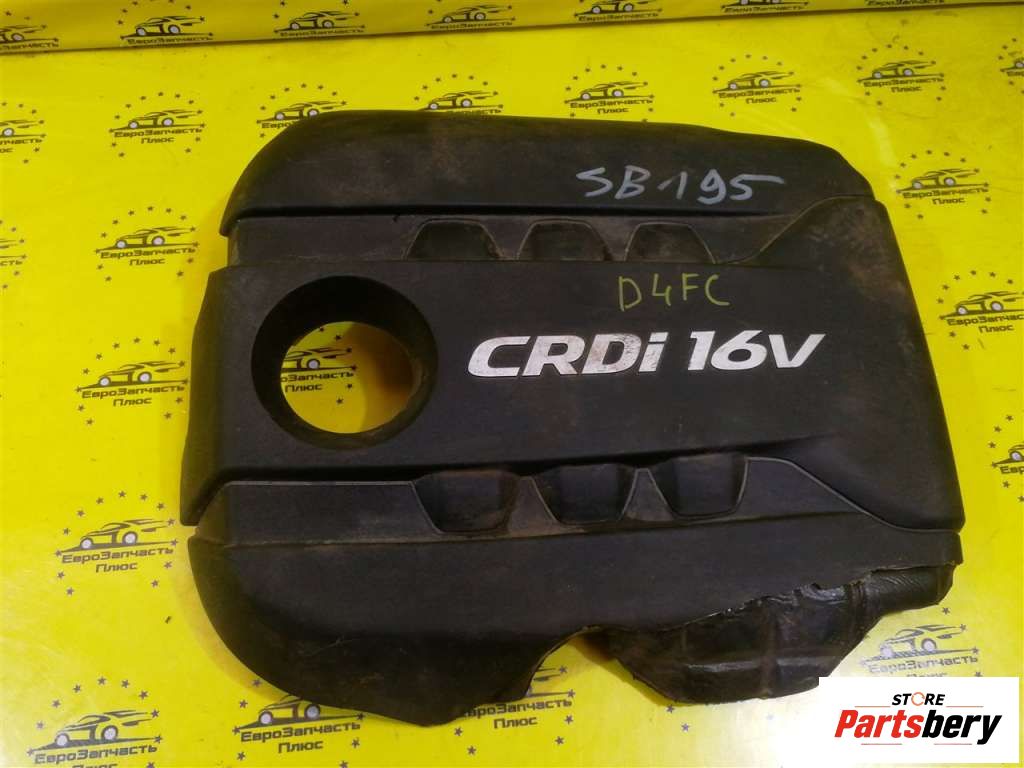 SB195
D4FC
CRDi 16V
ЕвроЗапчасть
Плюс
STORE
Partsbery